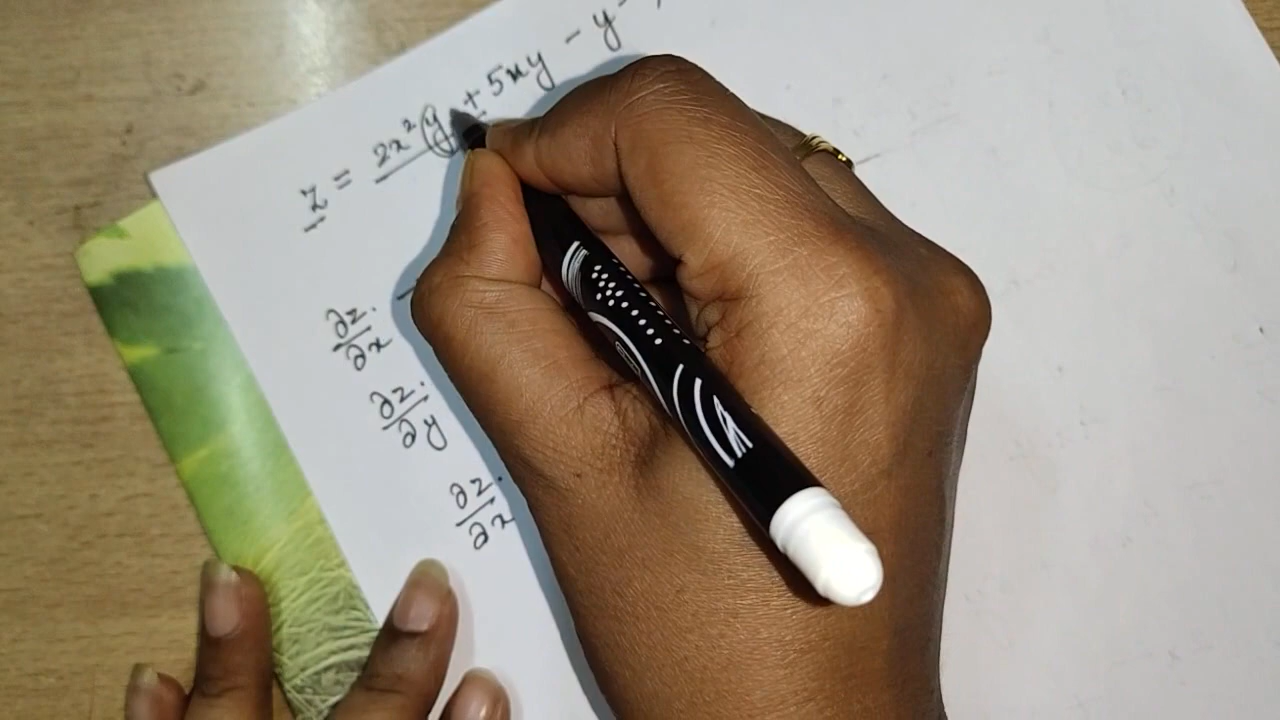 z = 2x²y + 5xy - y
∂z/∂x
∂z/∂y
∂z/∂x